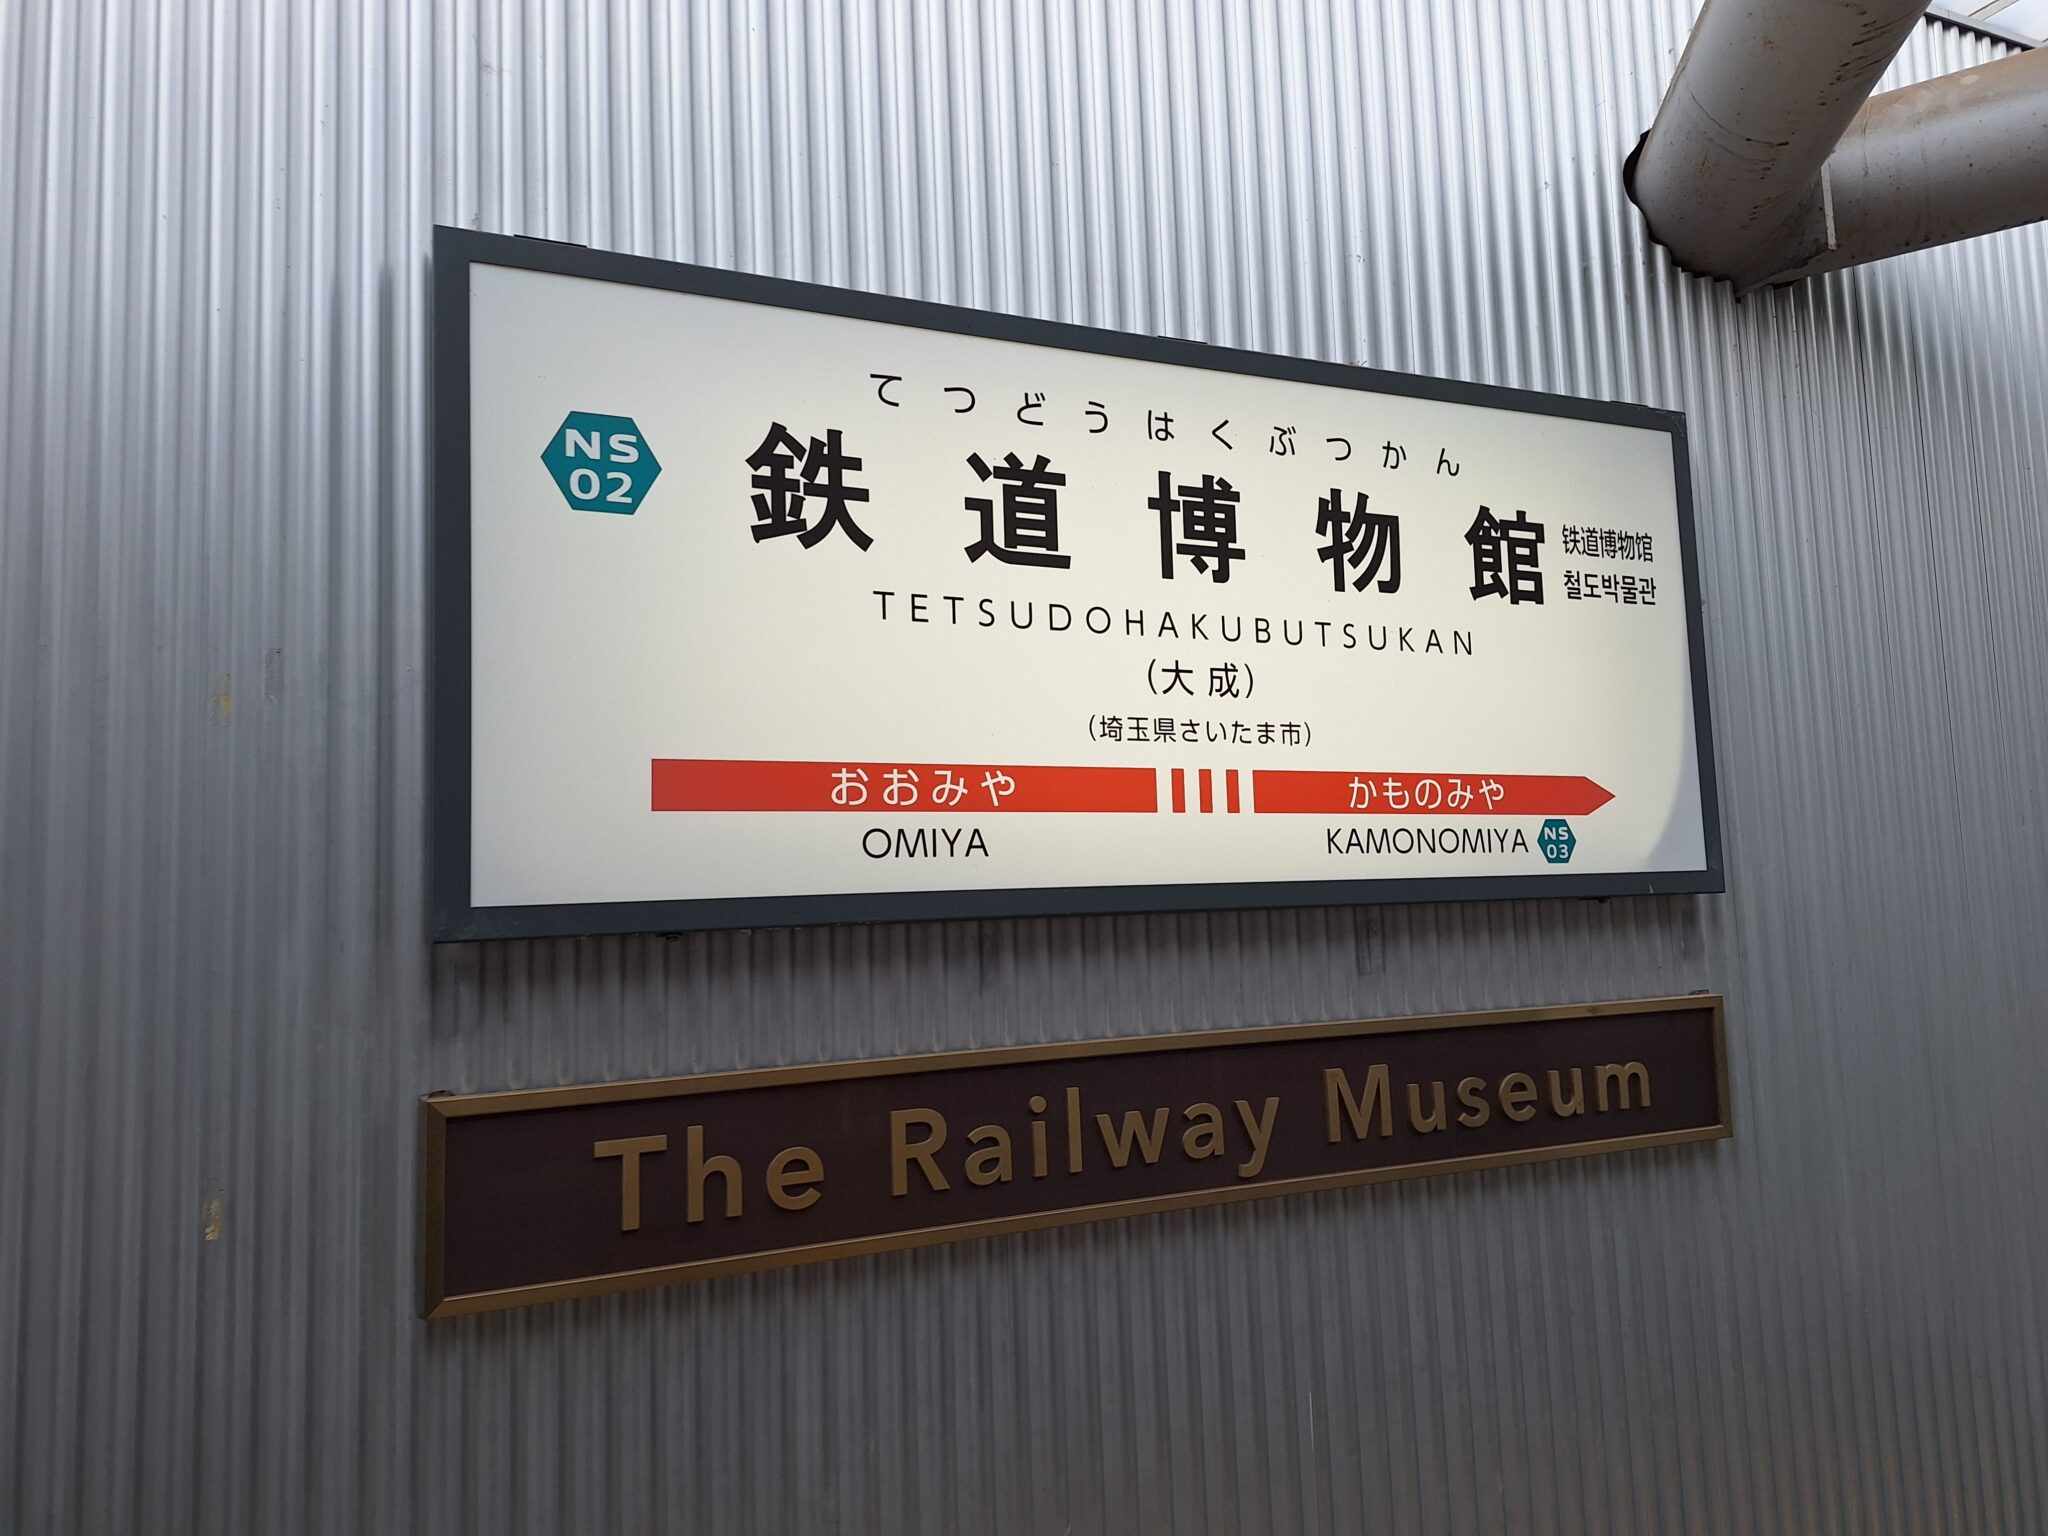 NS
02
てつどうはくぶつかん
鉄道博物館
铁道博物馆
철도박물관
TETSUDOHAKUBUTSUKAN
(大成)
(埼玉県さいたま市)
おおみや
かものみや
OMIYA
KAMONOMIYA
NS
03
The Railway Museum